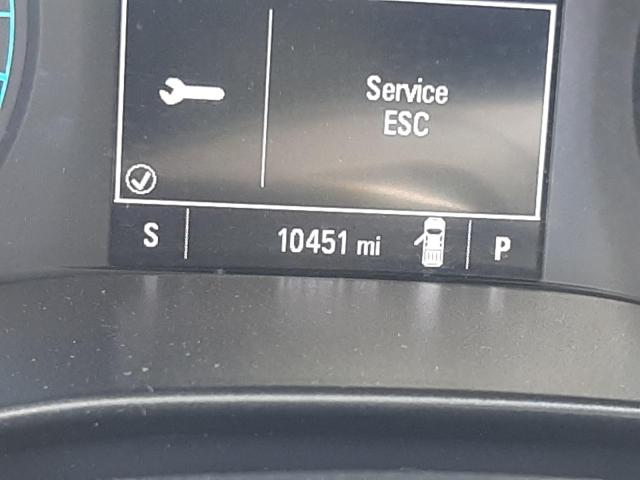 Service
ESC
S 10451 mi P